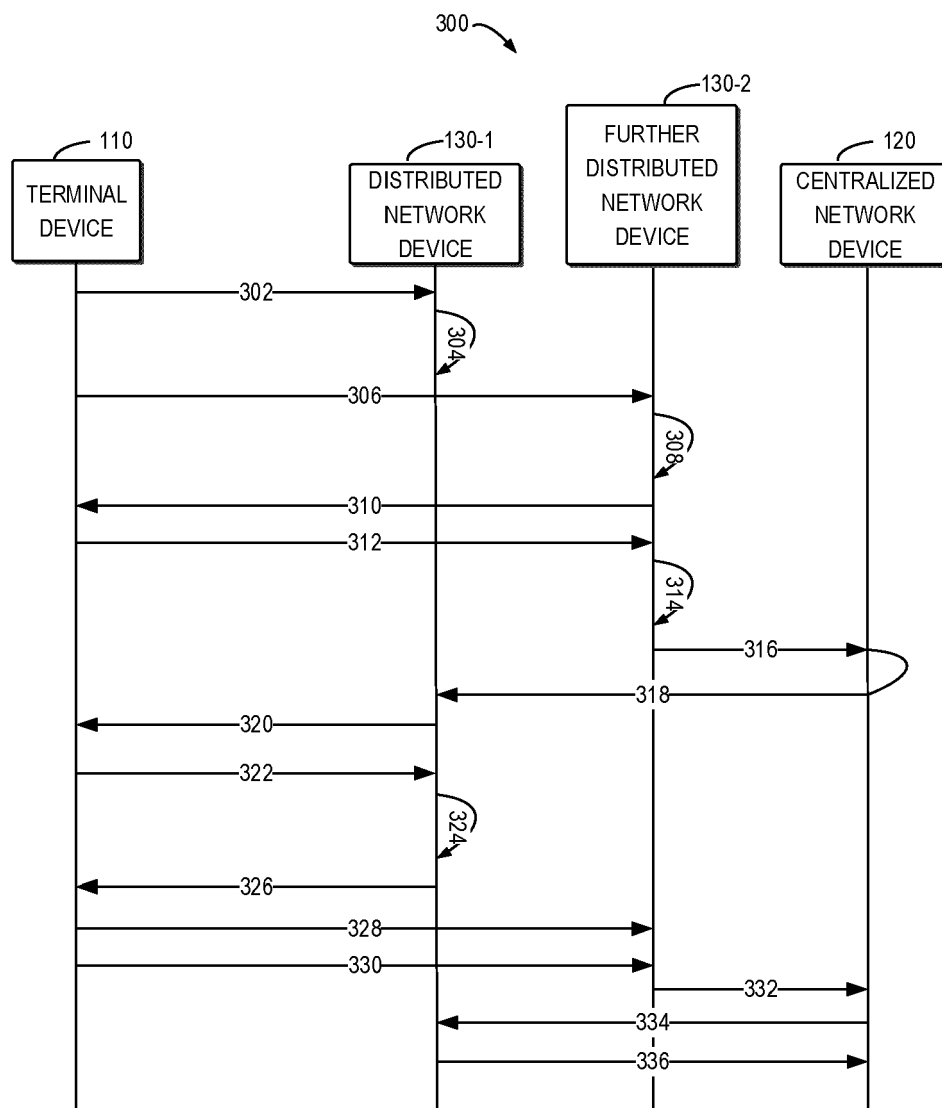 300
110
TERMINAL
DEVICE
130-1
DISTRIBUTED
NETWORK
DEVICE
130-2
FURTHER
DISTRIBUTED
NETWORK
DEVICE
120
CENTRALIZED
NETWORK
DEVICE
302
304
306
308
310
312
314
316
318
320
322
324
326
328
330
332
334
336